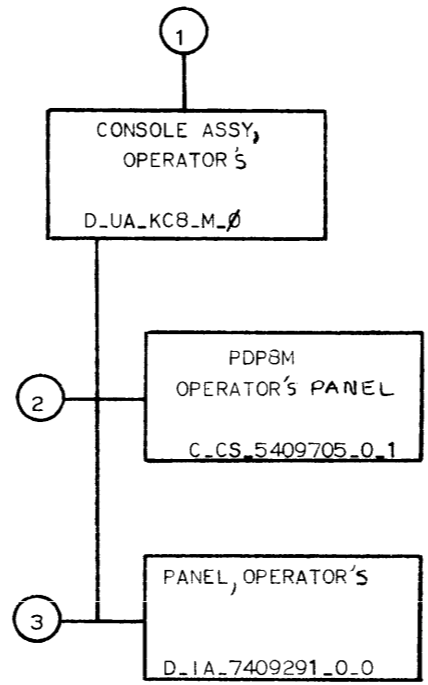 1
CONSOLE ASSY,
OPERATOR'S
D_UA_KC8_M_Ø
2
PDP8M
OPERATOR'S PANEL
C_CS_5409705_0_1
3
PANEL, OPERATOR'S
D_IA_7409291_0_0